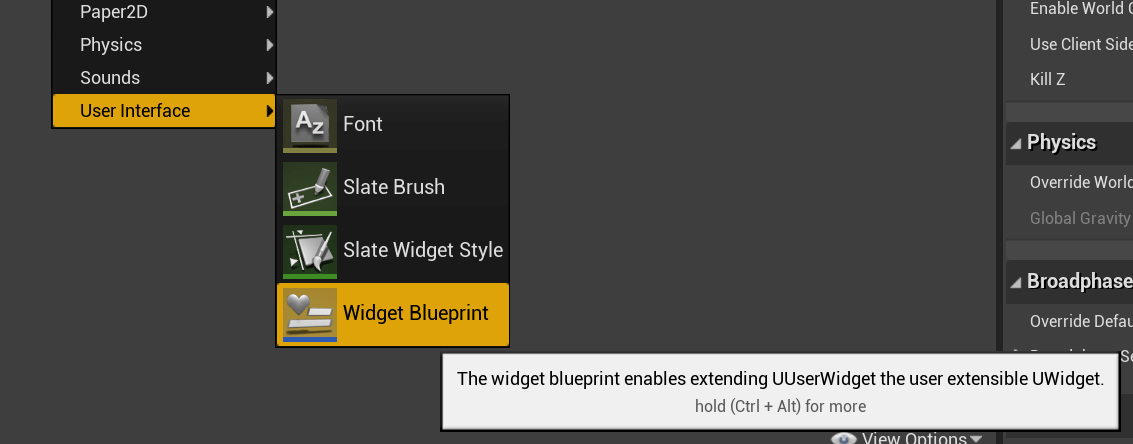 Paper2D
Physics
Sounds
User Interface
Font
Slate Brush
Slate Widget Style
Widget Blueprint
The widget blueprint enables extending UUserWidget the user extensible UWidget.
hold (Ctrl + Alt) for more
View Options
Enable World
Use Client Side
Kill Z
Physics
Override World
Global Gravity
Broadphase
Override